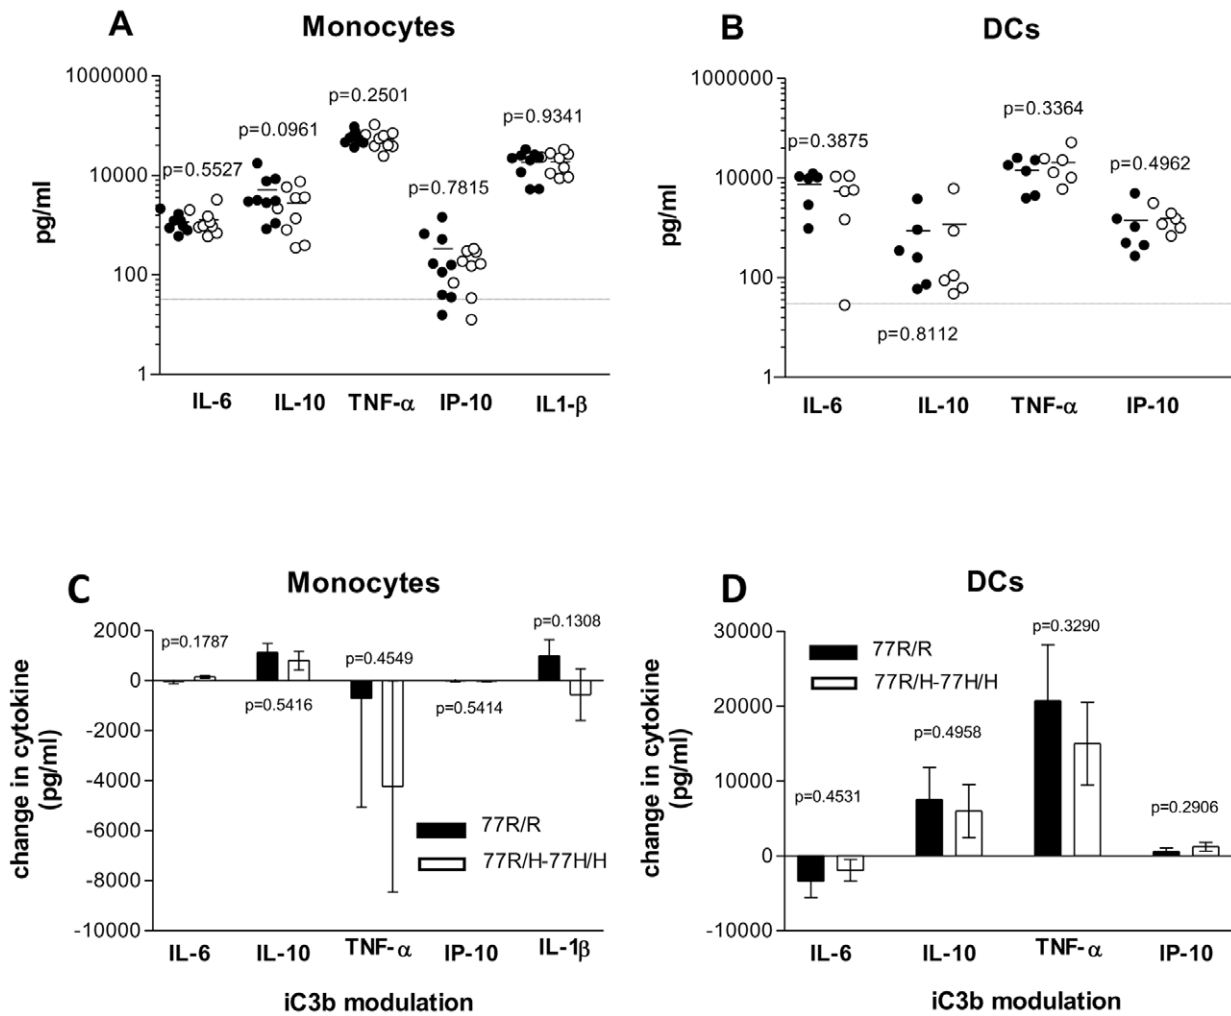 A
Monocytes
1000000
10000
100
1
pg/ml
p=0.5527
p=0.0961
p=0.2501
p=0.7815
p=0.9341
IL-6
IL-10
TNF-α
IP-10
IL1-β
B
DCs
1000000
10000
100
1
pg/ml
p=0.3875
p=0.8112
p=0.3364
p=0.4962
IL-6
IL-10
TNF-α
IP-10
C
Monocytes
2000
0
-2000
-4000
-6000
-8000
-10000
change in cytokine
(pg/ml)
p=0.1787
p=0.5416
p=0.4549
p=0.5414
p=0.1308
77R/R
77R/H-77H/H
IL-6
IL-10
TNF-α
IP-10
IL-1β
iC3b modulation
D
DCs
30000
20000
10000
0
-10000
change in cytokine
(pg/ml)
77R/R
77R/H-77H/H
p=0.4531
p=0.4958
p=0.3290
p=0.2906
IL-6
IL-10
TNF-α
IP-10
iC3b modulation